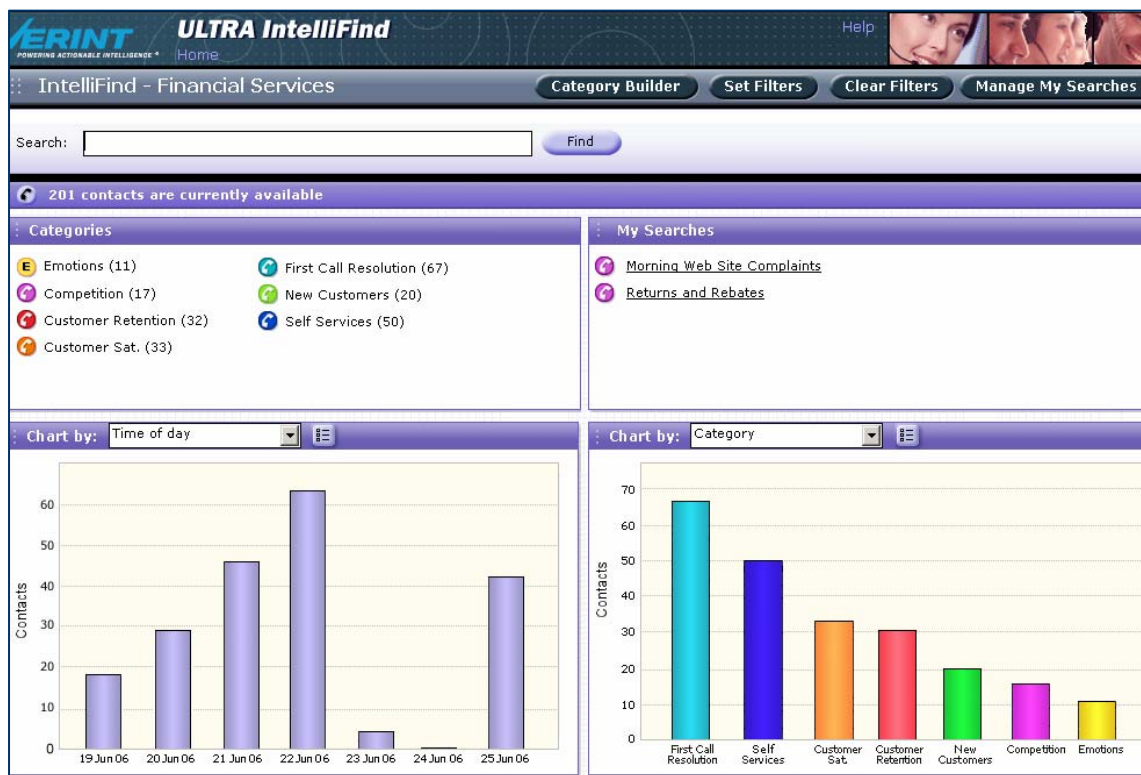 VERINT
POWERING ACTIONABLE INTELLIGENCE ®
ULTRA IntelliFind
Home
Help
IntelliFind - Financial Services
Category Builder
Set Filters
Clear Filters
Manage My Searches
Search:
Find
201 contacts are currently available
Categories
E Emotions (11)
Competition (17)
Customer Retention (32)
Customer Sat. (33)
First Call Resolution (67)
New Customers (20)
Self Services (50)
My Searches
Morning Web Site Complaints
Returns and Rebates
Chart by: Time of day
60
50
40
30
20
10
0
Contacts
19 Jun 06 20 Jun 06 21 Jun 06 22 Jun 06 23 Jun 06 24 Jun 06 25 Jun 06
Chart by: Category
70
60
50
40
30
20
10
0
Contacts
First Call
Resolution
Self
Services
Customer
Sat.
Customer
Retention
New
Customers
Competition
Emotions